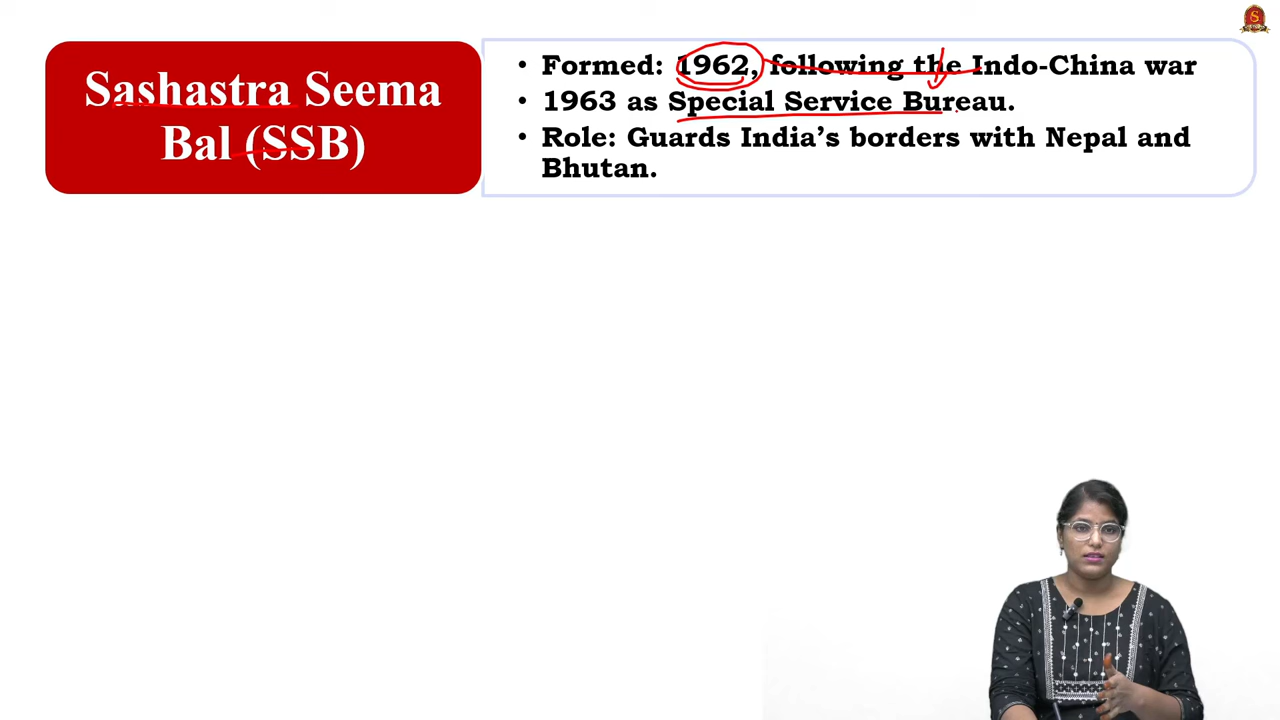 Sashastra Seema
Bal (SSB)
• Formed: 1962, following the Indo-China war
• 1963 as Special Service Bureau.
• Role: Guards India's borders with Nepal and
Bhutan.